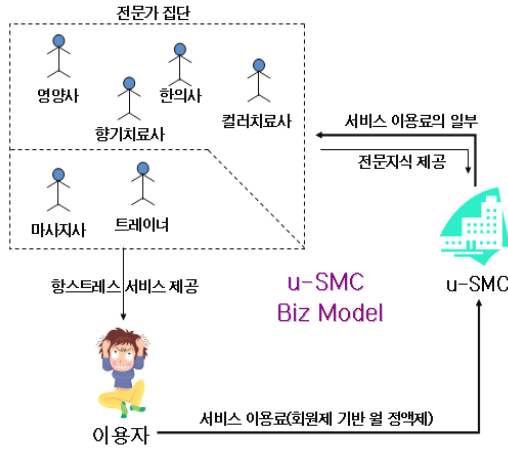 전문가 집단
영양사
한의사
향기치료사
컬러치료사
서비스 이용료의 일부
전문지식 제공
마사지사
트레이너
항스트레스 서비스 제공
u-SMC
Biz Model
u-SMC
서비스 이용료(회원제 기반 월 정액제)
이용자